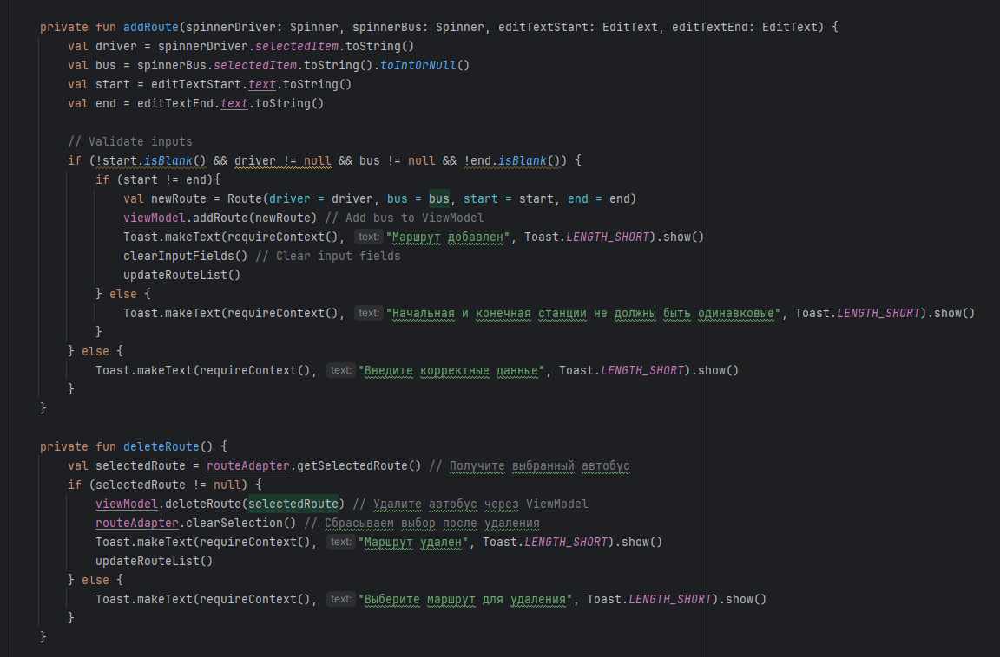 private fun addRoute(spinnerDriver: Spinner, spinnerBus: Spinner, editTextStart: EditText, editTextEnd: EditText) {
val driver = spinnerDriver.selectedItem.toString()
val bus = spinnerBus.selectedItem.toString().toIntOrNull()
val start = editTextStart.text.toString()
val end = editTextEnd.text.toString()
// Validate inputs
if (!start.isBlank() && driver != null && bus != null && !end.isBlank()) {
if (start != end){
val newRoute = Route(driver = driver, bus = bus, start = start, end = end)
viewModel.addRoute(newRoute) // Add bus to ViewModel
Toast.makeText(requireContext(), text: "Маршрут добавлен", Toast.LENGTH_SHORT).show()
clearInputFields() // Clear input fields
updateRouteList()
} else {
Toast.makeText(requireContext(), text: "Начальная и конечная станции не должны быть одинавковые", Toast.LENGTH_SHORT).show()
}
} else {
Toast.makeText(requireContext(), text: "Введите корректные данные", Toast.LENGTH_SHORT).show()
}
}
private fun deleteRoute() {
val selectedRoute = routeAdapter.getSelectedRoute() // Получите выбранный автобус
if (selectedRoute != null) {
viewModel.deleteRoute(selectedRoute) // Удалите автобус через ViewModel
routeAdapter.clearSelection() // Сбрасываем выбор после удаления
Toast.makeText(requireContext(), text: "Маршрут удален", Toast.LENGTH_SHORT).show()
updateRouteList()
} else {
Toast.makeText(requireContext(), text: "Выберите маршрут для удаления", Toast.LENGTH_SHORT).show()
}
}